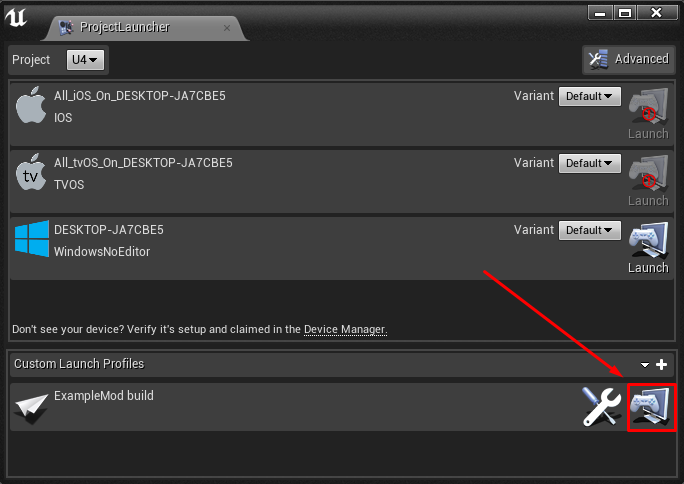 ProjectLauncher
Project U4 Advanced
All_iOS_On_DESKTOP-JA7CBE5 Variant Default
IOS
Launch
All_tvOS_On_DESKTOP-JA7CBE5 Variant Default
tv
TVOS
Launch
DESKTOP-JA7CBE5 Variant Default
WindowsNoEditor
Launch
Don't see your device? Verify it's setup and claimed in the Device Manager.
Custom Launch Profiles
ExampleMod build